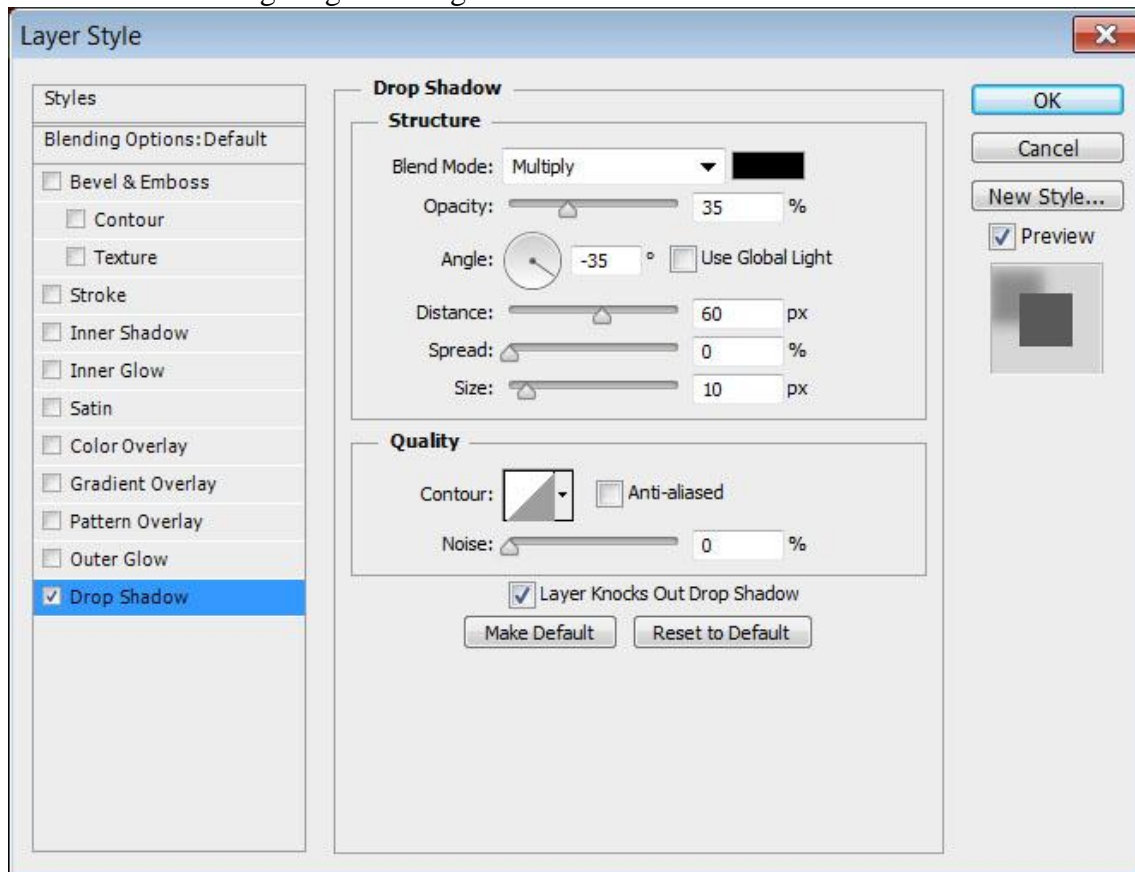 Layer Style
Styles
Blending Options: Default
Bevel & Emboss
Contour
Texture
Stroke
Inner Shadow
Inner Glow
Satin
Color Overlay
Gradient Overlay
Pattern Overlay
Outer Glow
Drop Shadow
Drop Shadow
Structure
Blend Mode: Multiply
Opacity: 35 %
Angle: -35 ° Use Global Light
Distance: 60 px
Spread: 0 %
Size: 10 px
Quality
Contour: Anti-aliased
Noise: 0 %
Layer Knocks Out Drop Shadow
Make Default Reset to Default
OK
Cancel
New Style...
Preview